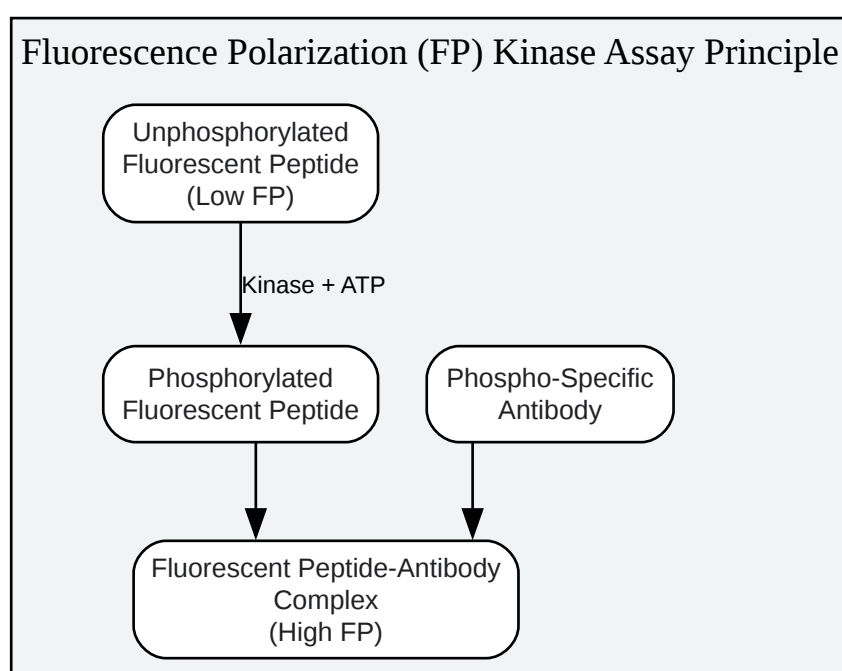 Fluorescence Polarization (FP) Kinase Assay Principle
Unphosphorylated
Fluorescent Peptide
(Low FP)
Kinase + ATP
Phosphorylated
Fluorescent Peptide
Phospho-Specific
Antibody
Fluorescent Peptide-Antibody
Complex
(High FP)